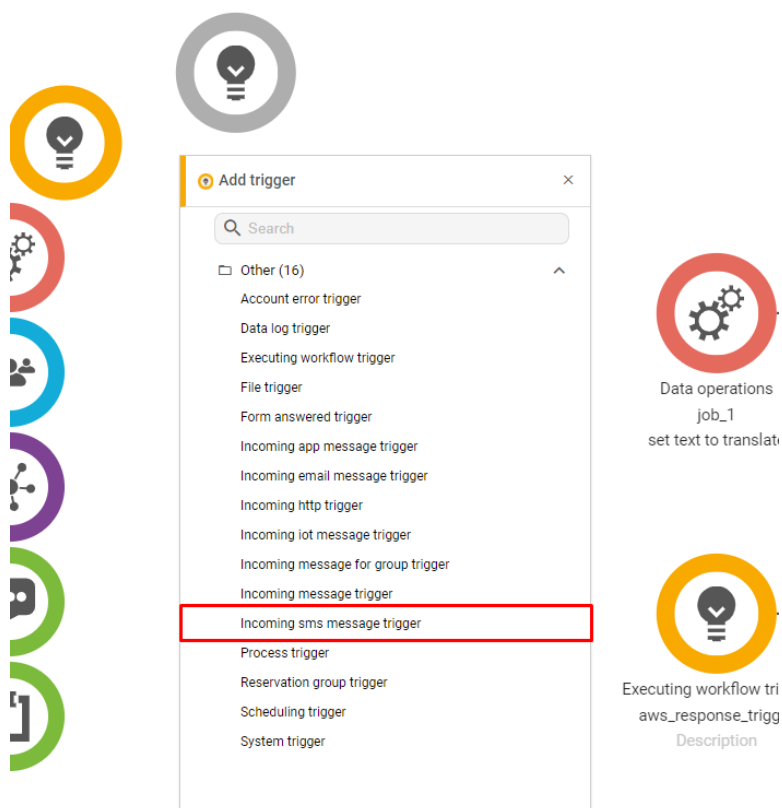 Add trigger
Search
Other (16)
Account error trigger
Data log trigger
Executing workflow trigger
File trigger
Form answered trigger
Incoming app message trigger
Incoming email message trigger
Incoming http trigger
Incoming iot message trigger
Incoming message for group trigger
Incoming message trigger
Incoming sms message trigger
Process trigger
Reservation group trigger
Scheduling trigger
System trigger
Data operations
job_1
set text to translate
Executing workflow tri
aws_response_trigg
Description